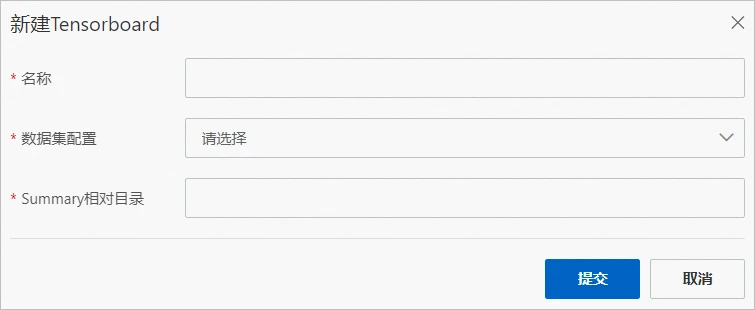 新建Tensorboard
* 名称
* 数据集配置
请选择
* Summary相对目录
提交
取消